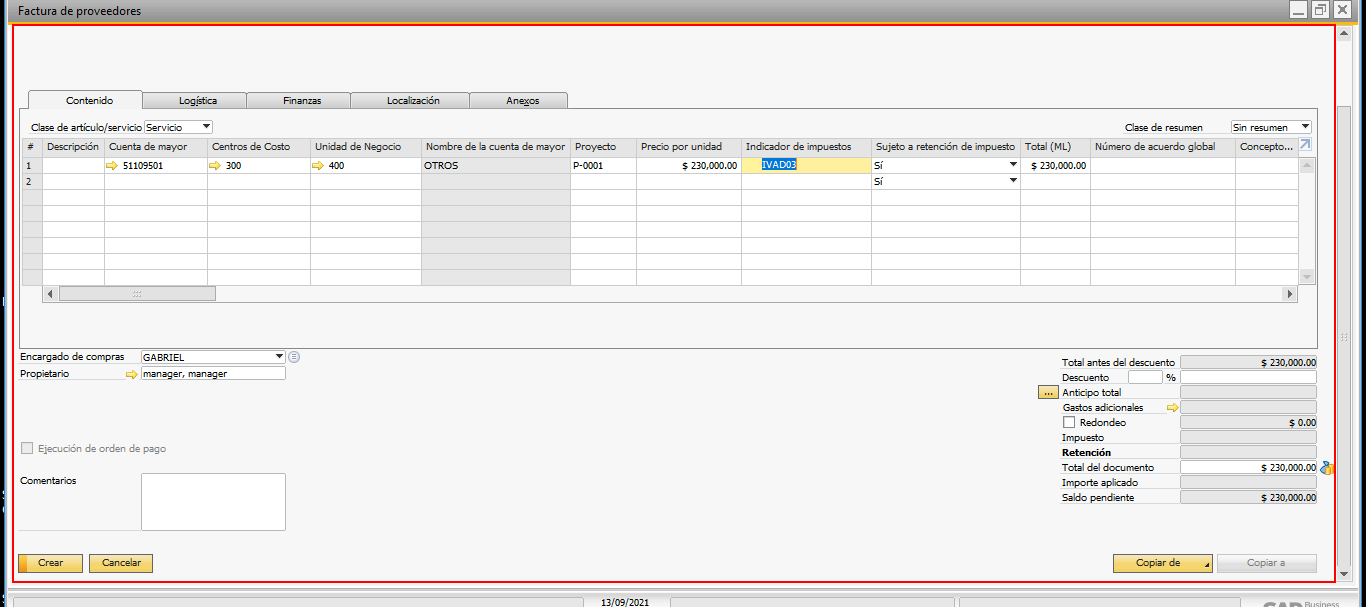 Factura de proveedores
Contenido Logística Finanzas Localización Anexos
Clase de artículo/servicio Servicio Clase de resumen Sin resumen
# Descripción Cuenta de mayor Centros de Costo Unidad de Negocio Nombre de la cuenta de mayor Proyecto Precio por unidad Indicador de impuestos Sujeto a retención de impuesto Total (ML) Número de acuerdo global Concepto...
1 51109501 300 400 OTROS P-0001 $ 230,000.00 IVAD03 Sí $ 230,000.00
2 Sí
Encargado de compras GABRIEL
Propietario manager, manager
Total antes del descuento $ 230,000.00
Descuento %
... Anticipo total
Gastos adicionales
Redondeo $ 0.00
Impuesto
Ejecución de orden de pago
Retención
Total del documento $ 230,000.00
Comentarios
Importe aplicado
Saldo pendiente $ 230,000.00
Crear Cancelar Copiar de Copiar a
13/09/2021
Business